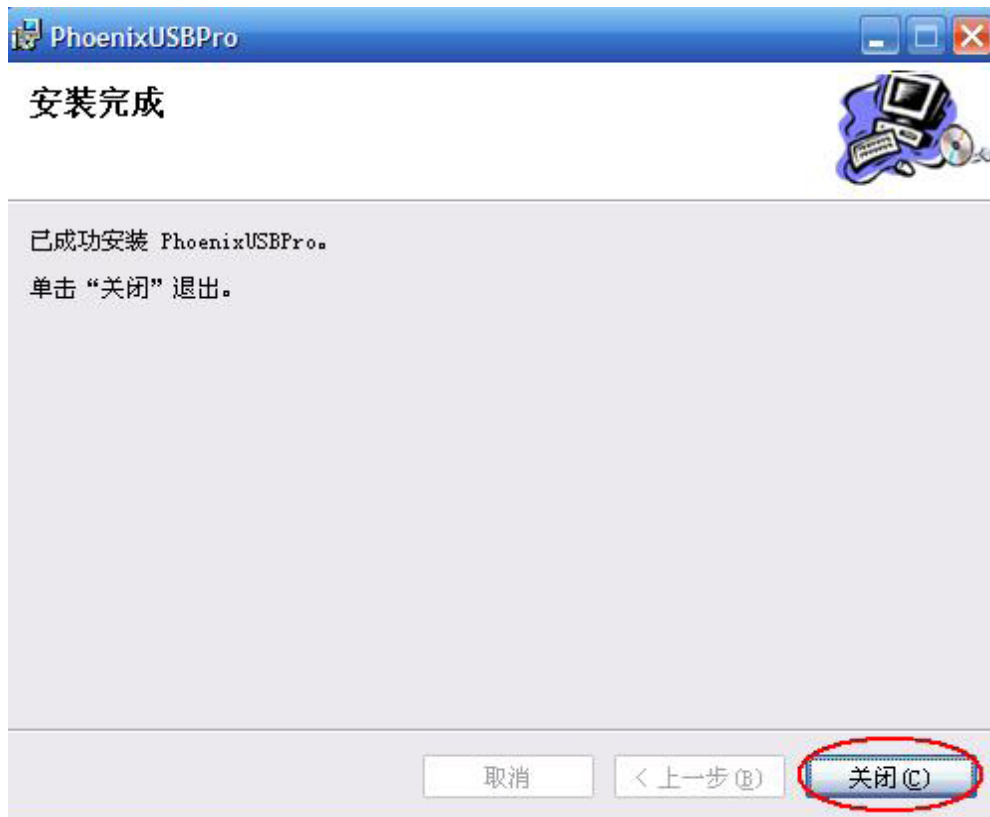 PhoenixUSBPro
安装完成
已成功安装 PhoenixUSBPro。
单击“关闭”退出。
取消
< 上一步(B)
关闭(C)